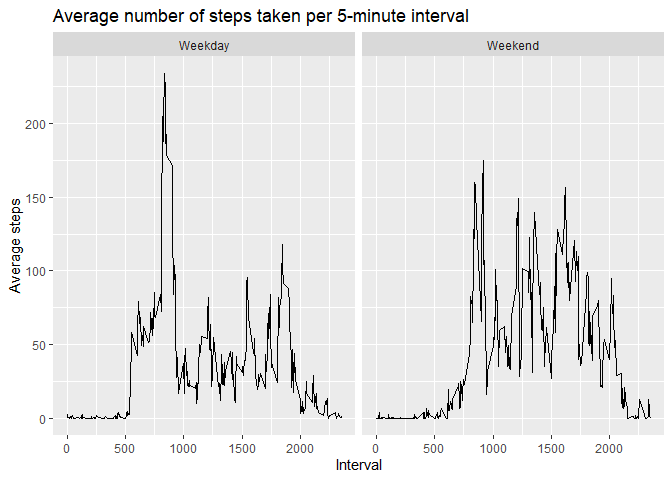 Average number of steps taken per 5-minute interval
Weekday
Weekend
Average steps
200
150
100
50
0
0 500 1000 1500 2000
0 500 1000 1500 2000
Interval